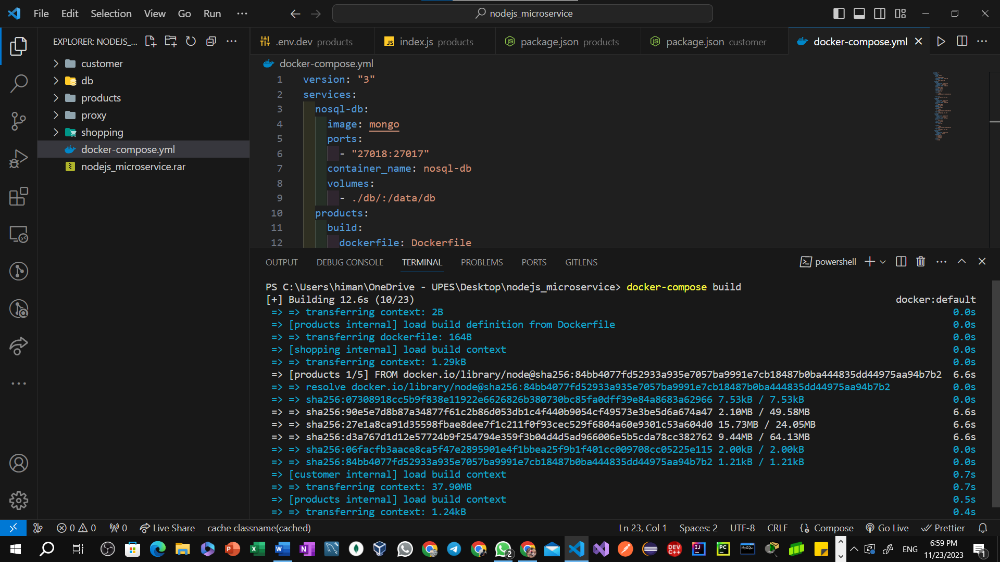 File Edit Selection View Go Run ...
nodejs_microservice
EXPLORER: NODEJS_...
customer
db
products
proxy
shopping
docker-compose.yml
nodejs_microservice.rar
.env.dev products
index.js products
package.json products
package.json customer
docker-compose.yml
docker-compose.yml
1 version: "3"
2 services:
3 nosql-db:
4 image: mongo
5 ports:
6 - "27018:27017"
7 container_name: nosql-db
8 volumes:
9 - ./db/:/data/db
10 products:
11 build:
12 dockerfile: Dockerfile
OUTPUT DEBUG CONSOLE TERMINAL PROBLEMS PORTS GITLENS
powershell
PS C:\Users\himan\OneDrive - UPES\Desktop\nodejs_microservice> docker-compose build
[+] Building 12.6s (10/23) docker:default
=> => transferring context: 2B 0.0s
=> [products internal] load build definition from Dockerfile 0.0s
=> => transferring dockerfile: 164B 0.0s
=> [shopping internal] load build context 0.0s
=> => transferring context: 1.29kB 0.0s
=> [products 1/5] FROM docker.io/library/node@sha256:84bb4077fd52933a935e7057ba9991e7cb18487b0ba444835dd44975aa94b7b2 6.6s
=> => resolve docker.io/library/node@sha256:84bb4077fd52933a935e7057ba9991e7cb18487b0ba444835dd44975aa94b7b2 0.0s
=> => sha256:07308918cc5b9f838e11922e6626826b380730bc85fa0dff39e84a8683a62966 7.53kB / 7.53kB 0.0s
=> => sha256:90e5e7d8b87a34877f61c2b86d053db1c4f440b9054cf49573e3be5d6a674a47 2.10MB / 49.58MB 6.6s
=> => sha256:27e1a8ca91d35598fbae8dee7f1c211f0f93cec529f6804a60e9301c53a604d0 15.73MB / 24.05MB 6.6s
=> => sha256:d3a767d1d12e57724b9f254794e359f3b04d4d5ad966006e5b5cda78cc382762 9.44MB / 64.13MB 6.6s
=> => sha256:06facfb3aace8ca5f47e2895901e4f1bbea25f9b1f401cc009708cc05225e115 2.00kB / 2.00kB 0.0s
=> => sha256:84bb4077fd52933a935e7057ba9991e7cb18487b0ba444835dd44975aa94b7b2 1.21kB / 1.21kB 0.0s
=> [customer internal] load build context 0.7s
=> => transferring context: 37.90MB 0.7s
=> [products internal] load build context 0.5s
=> => transferring context: 1.24kB 0.4s
0 0 0 Live Share cache classname(cached) Ln 23, Col 1 Spaces: 2 UTF-8 CRLF Compose Go Live Prettier
ENG 6:59 PM
11/23/2023